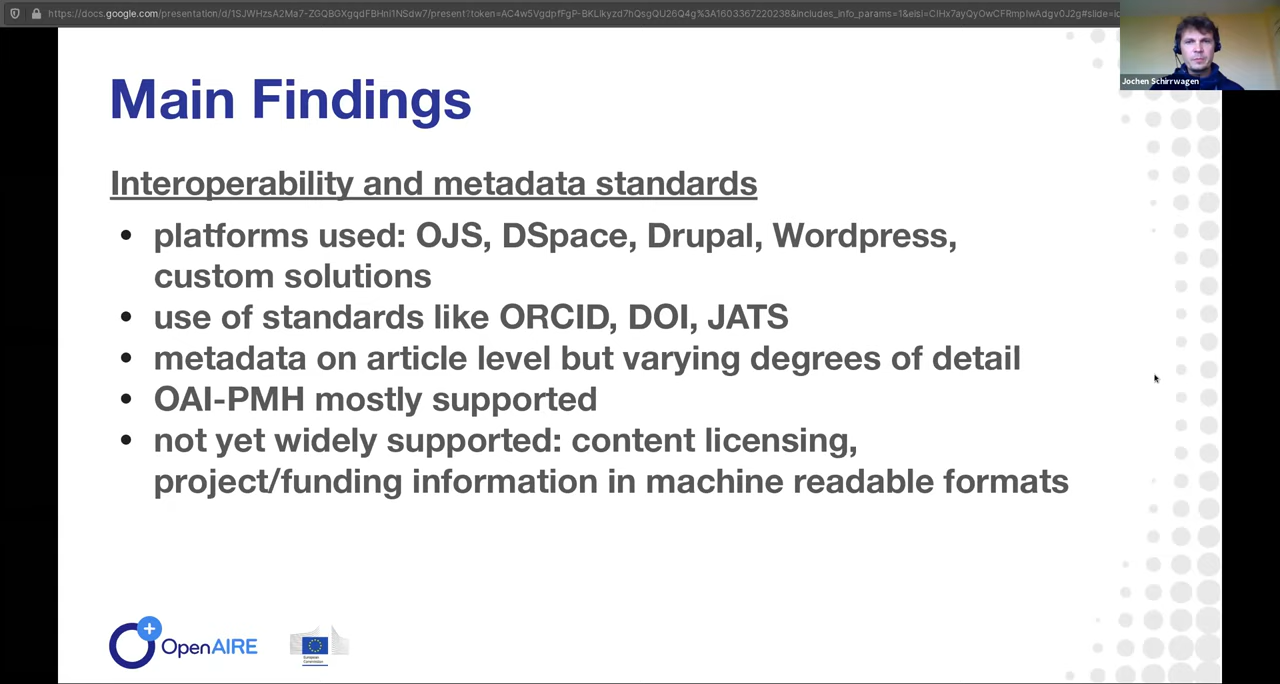 Jochen Schirrwagen
Main Findings
Interoperability and metadata standards
• platforms used: OJS, DSpace, Drupal, Wordpress,
custom solutions
• use of standards like ORCID, DOI, JATS
• metadata on article level but varying degrees of detail
• OAI-PMH mostly supported
• not yet widely supported: content licensing,
project/funding information in machine readable formats
OpenAIRE
European
Commission